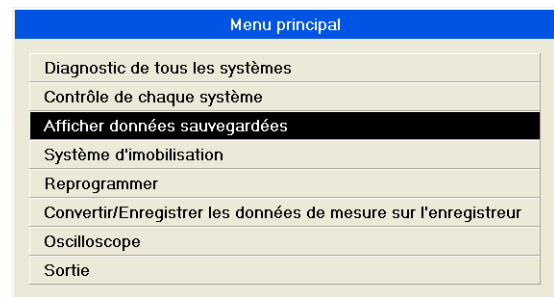 Menu principal
Diagnostic de tous les systèmes
Contrôle de chaque système
Afficher données sauvegardées
Système d'imobilisation
Reprogrammer
Convertir/Enregistrer les données de mesure sur l'enregistreur
Oscilloscope
Sortie